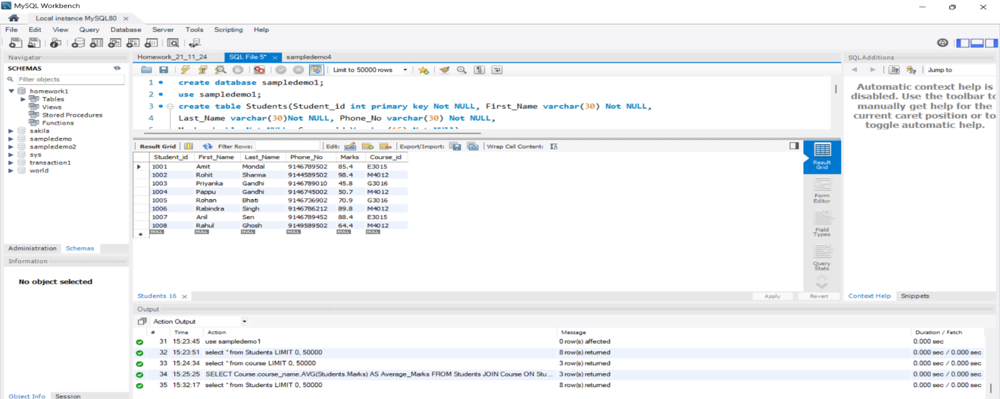 MySQL Workbench
Local instance MySQL80
File Edit View Query Database Server Tools Scripting Help
Navigator
SCHEMAS
Filter objects
homework1
Tables
Views
Stored Procedures
Functions
sakila
sampledemo
sampledemo2
sys
transaction1
world
Administration Schemas
Information
No object selected
Object Info Session
Homework_21_11_24 SQL File 5* sampledemo4
Limit to 50000 rows
1 create database sampledemo1;
2 use sampledemo1;
3 create table Students(Student_id int primary key Not NULL, First_Name varchar(30) Not NULL,
4 Last_Name varchar(30)Not NULL, Phone_No varchar(30) Not NULL,
Result Grid Filter Rows: Edit: Export/Import: Wrap Cell Content:
Student_id First_Name Last_Name Phone_No Marks Course_id
1001 Amit Mondal 9146789502 85.4 E3015
1002 Rohit Sharma 9144589502 98.4 M4012
1003 Priyanka Gandhi 9146789010 45.8 G3016
1004 Pappu Gandhi 9146745002 50.7 M4012
1005 Rohan Bhati 9146736902 70.9 G3016
1006 Rabindra Singh 9146786212 89.8 M4012
1007 Anil Sen 9146789452 88.4 E3015
1008 Rahul Ghosh 9149589502 64.4 M4012
NULL NULL NULL NULL NULL NULL
Result
Grid
Form
Editor
Field
Types
Query
Stats
Students 16
Apply Revert
SQLAdditions
Jump to
Automatic context help is
disabled. Use the toolbar to
manually get help for the
current caret position or to
toggle automatic help.
Context Help Snippets
Output
Action Output
# Time Action Message Duration / Fetch
31 15:23:45 use sampledemo1 0 row(s) affected 0.000 sec
32 15:23:51 select * from Students LIMIT 0, 50000 8 row(s) returned 0.000 sec / 0.000 sec
33 15:24:34 select * from course LIMIT 0, 50000 3 row(s) returned 0.000 sec / 0.000 sec
34 15:25:25 SELECT Course.course_name,AVG(Students.Marks) AS Average_Marks FROM Students JOIN Course ON Stu... 3 row(s) returned 0.000 sec / 0.000 sec
35 15:32:17 select * from Students LIMIT 0, 50000 8 row(s) returned 0.000 sec / 0.000 sec